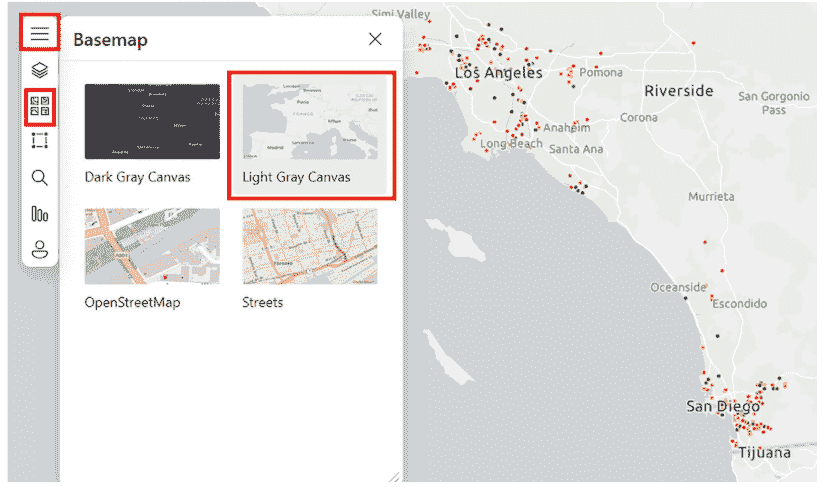 Simi Valley
Basemap
Los Angeles
Pomona
Riverside
San Gorgonio
Pass
Corona
Anaheim
Long Beach
Santa Ana
Dark Gray Canvas
Light Gray Canvas
Murrieta
OpenStreetMap
Streets
Oceanside
Escondido
San Diego
Tijuana